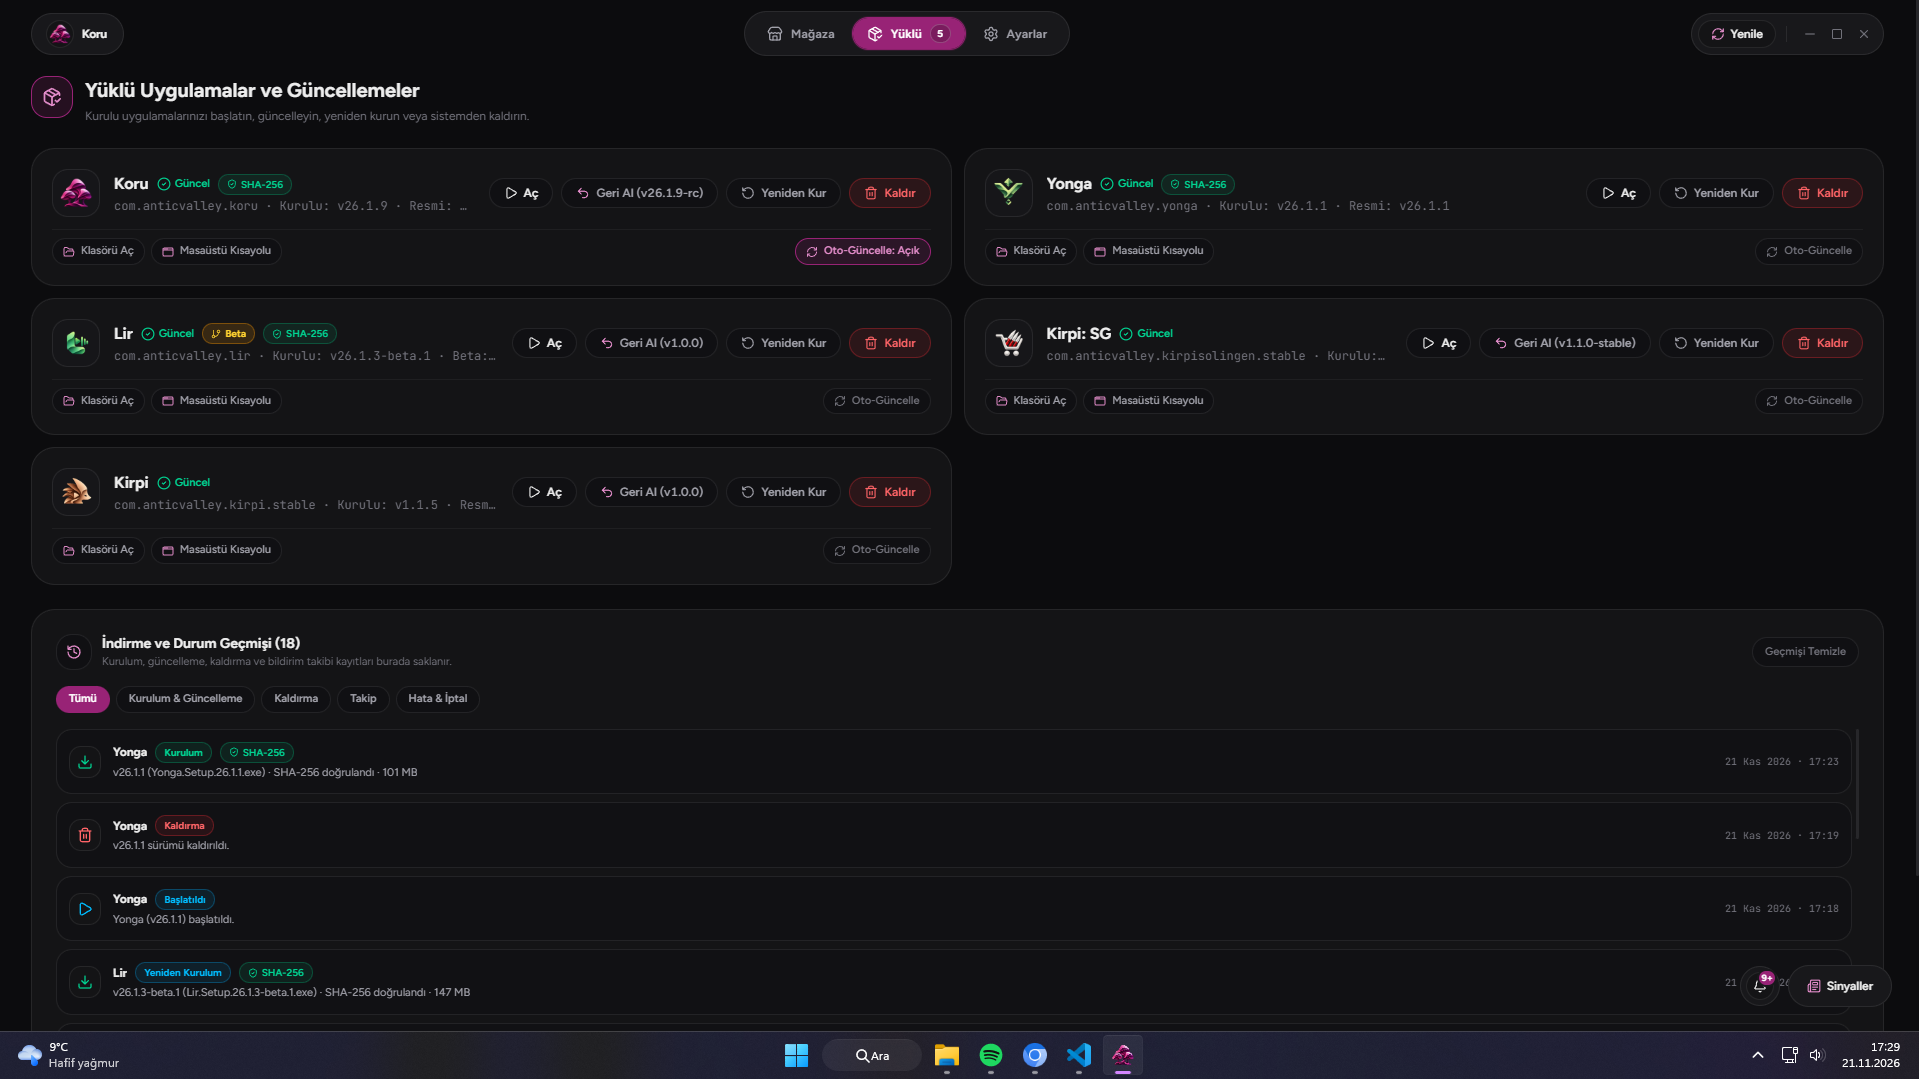 Koru
Mağaza
Yüklü 5
Ayarlar
Yenile
Yüklü Uygulamalar ve Güncellemeler
Kurulu uygulamalarınızı başlatın, güncelleyin, yeniden kurun veya sistemden kaldırın.
Koru Güncel SHA-256
com.anticvalley.koru · Kurulu: v26.1.9 · Resmi: …
Aç
Geri Al (v26.1.9-rc)
Yeniden Kur
Kaldır
Klasörü Aç
Masaüstü Kısayolu
Oto-Güncelle: Açık
Yonga Güncel SHA-256
com.anticvalley.yonga · Kurulu: v26.1.1 · Resmi: v26.1.1
Aç
Yeniden Kur
Kaldır
Klasörü Aç
Masaüstü Kısayolu
Oto-Güncelle
Lir Güncel Beta SHA-256
com.anticvalley.lir · Kurulu: v26.1.3-beta.1 · Beta:…
Aç
Geri Al (v1.0.0)
Yeniden Kur
Kaldır
Klasörü Aç
Masaüstü Kısayolu
Oto-Güncelle
Kirpi: SG Güncel
com.anticvalley.kirpisolingen.stable · Kurulu:…
Aç
Geri Al (v1.1.0-stable)
Yeniden Kur
Kaldır
Klasörü Aç
Masaüstü Kısayolu
Oto-Güncelle
Kirpi Güncel
com.anticvalley.kirpi.stable · Kurulu: v1.1.5 · Resm…
Aç
Geri Al (v1.0.0)
Yeniden Kur
Kaldır
Klasörü Aç
Masaüstü Kısayolu
Oto-Güncelle
İndirme ve Durum Geçmişi (18)
Kurulum, güncelleme, kaldırma ve bildirim takibi kayıtları burada saklanır.
Geçmişi Temizle
Tümü
Kurulum & Güncelleme
Kaldırma
Takip
Hata & İptal
Yonga Kurulum SHA-256
v26.1.1 (Yonga.Setup.26.1.1.exe) · SHA-256 doğrulandı · 101 MB
21 Kas 2026 · 17:23
Yonga Kaldırma
v26.1.1 sürümü kaldırıldı.
21 Kas 2026 · 17:19
Yonga Başlatıldı
Yonga (v26.1.1) başlatıldı.
21 Kas 2026 · 17:18
Lir Yeniden Kurulum SHA-256
v26.1.3-beta.1 (Lir.Setup.26.1.3-beta.1.exe) · SHA-256 doğrulandı · 147 MB
21
9+
Sinyaller
9°C
Hafif yağmur
Ara
17:29
21.11.2026